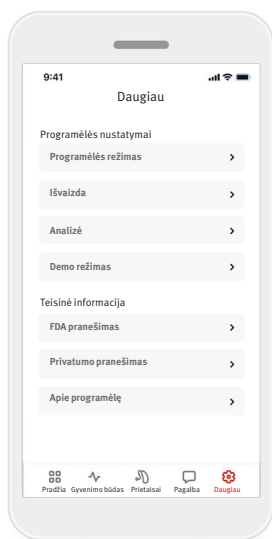 9:41
Daugiau
Programėlės nustatymai
Programėlės režimas
Išvaizda
Analizė
Demo režimas
Teisinė informacija
FDA pranešimas
Privatumo pranešimas
Apie programėlę
Pradžia Gyvenimo būdas Prietaisai Pagalba Daugiau